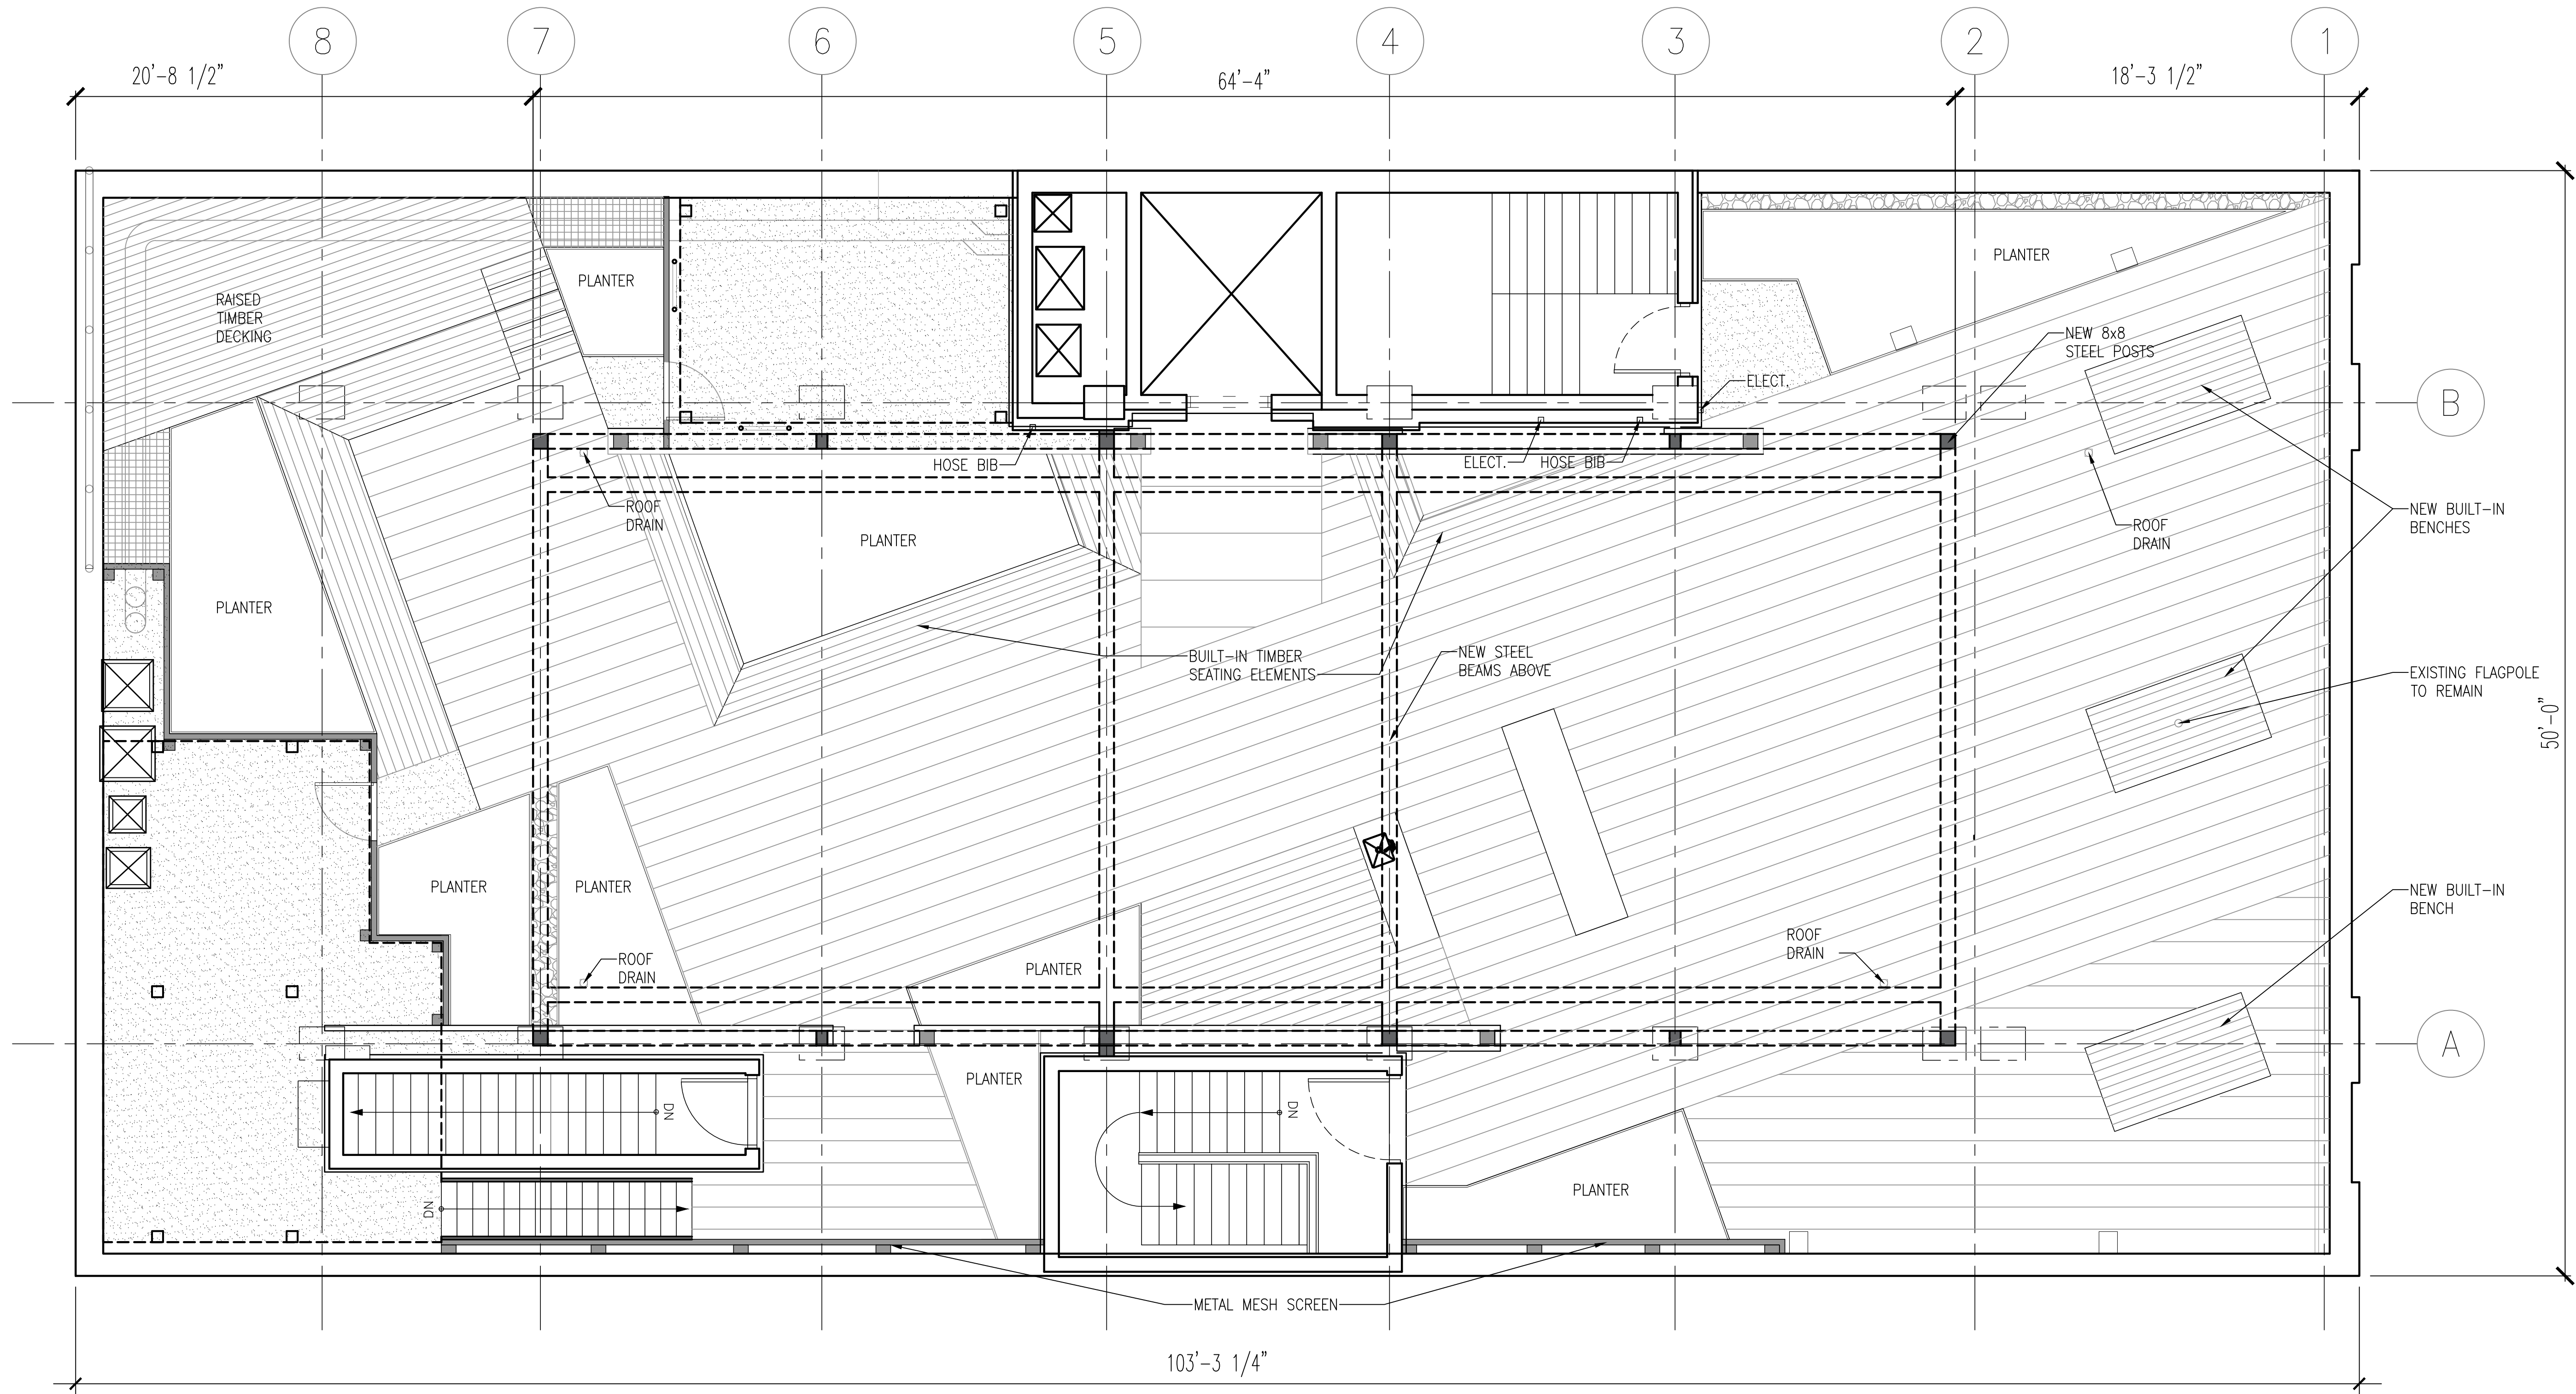 8
7
6
5
4
3
2
1
20'-8 1/2"
64'-4"
18'-3 1/2"
PLANTER
PLANTER
RAISED
TIMBER
DECKING
NEW 8x8
STEEL POSTS
ELECT.
B
HOSE BIB
ELECT.
HOSE BIB
ROOF
DRAIN
PLANTER
ROOF
DRAIN
NEW BUILT-IN
BENCHES
PLANTER
BUILT-IN TIMBER
SEATING ELEMENTS
NEW STEEL
BEAMS ABOVE
EXISTING FLAGPOLE
TO REMAIN
50'-0"
PLANTER
PLANTER
NEW BUILT-IN
BENCH
ROOF
DRAIN
PLANTER
ROOF
DRAIN
A
PLANTER
DN
DN
PLANTER
DN
METAL MESH SCREEN
103'-3 1/4"